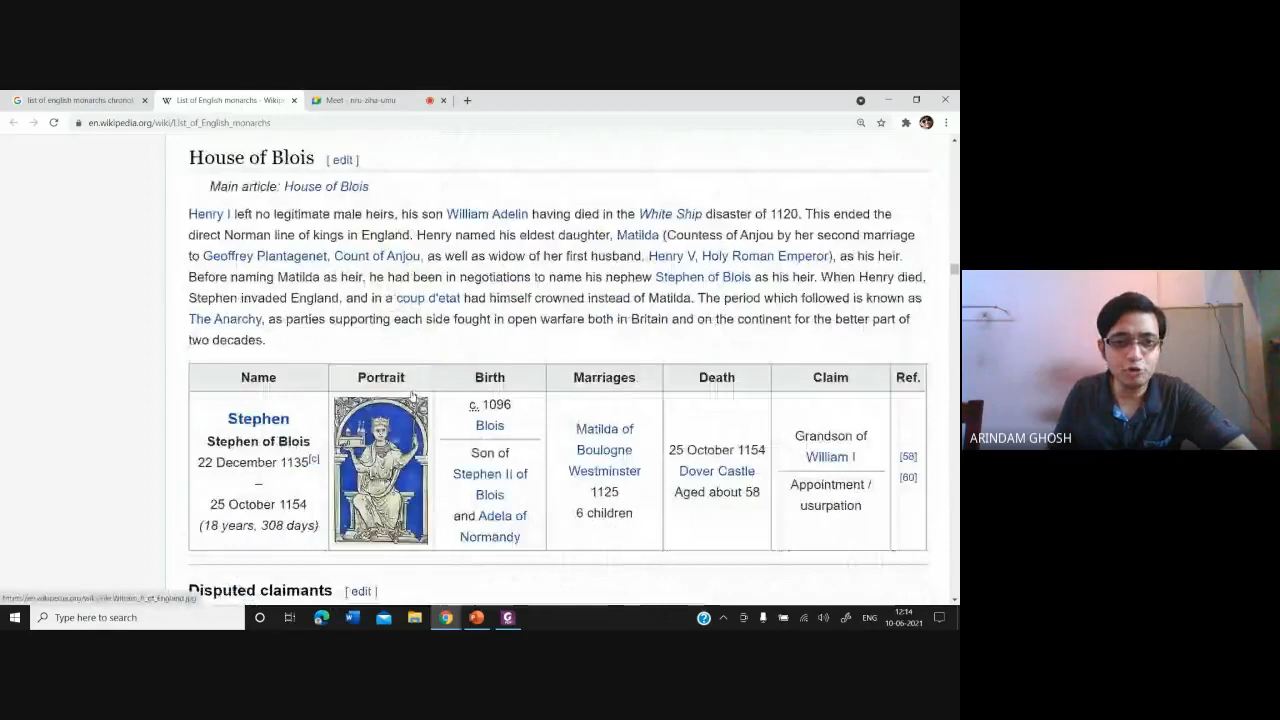 list of english monarchs chronol
List of English monarchs - Wikip
Meet - nru-ziha-umu
en.wikipedia.org/wiki/List_of_English_monarchs
House of Blois [ edit ]
Main article: House of Blois
Henry I left no legitimate male heirs, his son William Adelin having died in the White Ship disaster of 1120. This ended the
direct Norman line of kings in England. Henry named his eldest daughter, Matilda (Countess of Anjou by her second marriage
to Geoffrey Plantagenet, Count of Anjou, as well as widow of her first husband, Henry V, Holy Roman Emperor), as his heir.
Before naming Matilda as heir, he had been in negotiations to name his nephew Stephen of Blois as his heir. When Henry died,
Stephen invaded England, and in a coup d'etat had himself crowned instead of Matilda. The period which followed is known as
The Anarchy, as parties supporting each side fought in open warfare both in Britain and on the continent for the better part of
two decades.
Name Portrait Birth Marriages Death Claim Ref.
Stephen
Stephen of Blois
22 December 1135[c]
–
25 October 1154
(18 years, 308 days)
c. 1096
Blois
Son of
Stephen II of
Blois
and Adela of
Normandy
Matilda of
Boulogne
Westminster
1125
6 children
25 October 1154
Dover Castle
Aged about 58
Grandson of
William I
Appointment /
usurpation
[58]
[60]
Disputed claimants [ edit ]
Type here to search
ENG
12:14
10-06-2021
ARINDAM GHOSH